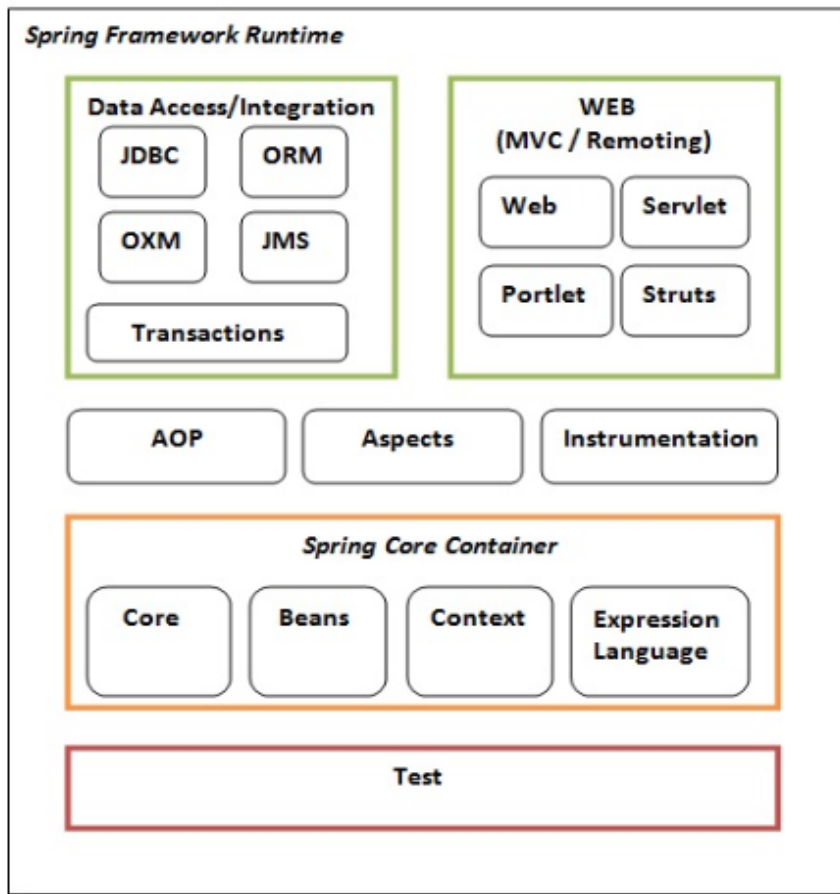 Spring Framework Runtime
Data Access/Integration
JDBC
ORM
OXM
JMS
Transactions
WEB
(MVC / Remoting)
Web
Servlet
Portlet
Struts
AOP
Aspects
Instrumentation
Spring Core Container
Core
Beans
Context
Expression
Language
Test